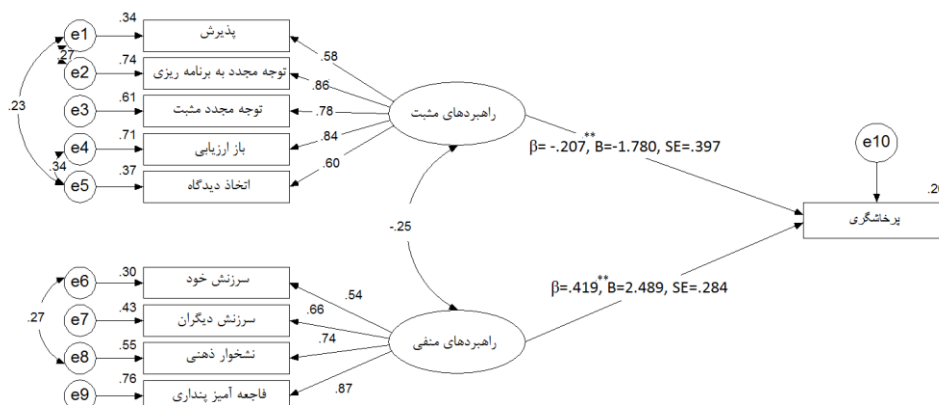 e1
.34
پذیرش
.58
.27
e2
.74
توجه مجدد به برنامه ریزی
.86
e3
.61
توجه مجدد مثبت
.78
راهبردهای مثبت
.23
e4
.71
باز ارزیابی
.84
.34
e5
.37
اتخاذ دیدگاه
.60
β= -.207,** B=-1.780, SE=.397
e10
پرخاشگری
-.25
e6
.30
سرزنش خود
.54
β=.419,** B=2.489, SE=.284
.27
e7
.43
سرزنش دیگران
.66
e8
.55
نشخوار ذهنی
.74
راهبردهای منفی
e9
.76
فاجعه آمیز پنداری
.87